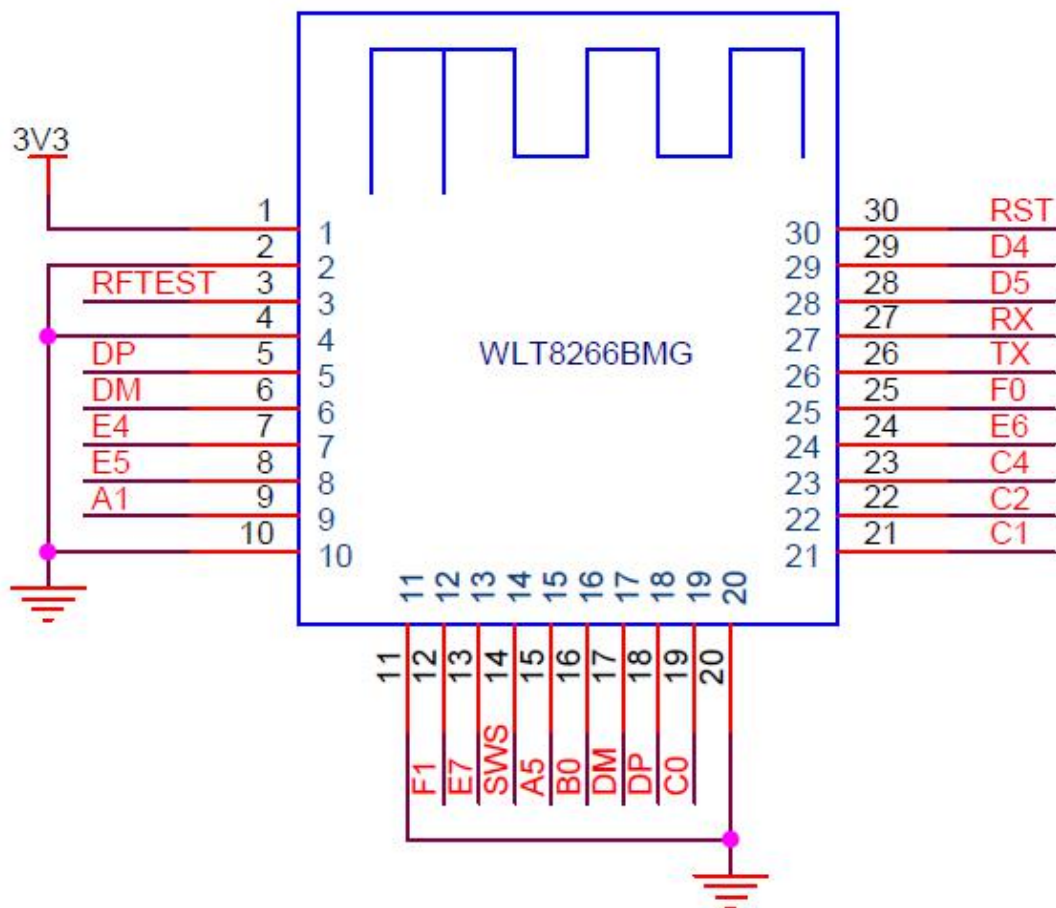 3V3
1 1 30 30 RST
2 2 29 29 D4
RFTEST 3 3 28 28 D5
4 4 27 27 RX
WLT8266BMG
DP 5 5 26 26 TX
DM 6 6 25 25 F0
E4 7 7 24 24 E6
E5 8 8 23 23 C4
A1 9 9 22 22 C2
10 10 21 21 C1
11 12 13 14 15 16 17 18 19 20
11 12 13 14 15 16 17 18 19 20
F1 E7 SWS A5 B0 DM DP C0